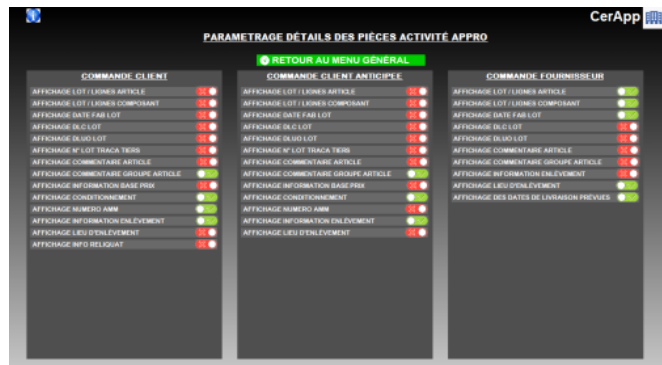 CerApp
PARAMETRAGE DÉTAILS DES PIÈCES ACTIVITÉ APPRO
RETOUR AU MENU GÉNÉRAL
COMMANDE CLIENT
AFFICHAGE LOT / LIGNES ARTICLE
AFFICHAGE LOT / LIGNES COMPOSANT
AFFICHAGE DATE FAB LOT
AFFICHAGE DLC LOT
AFFICHAGE DLUO LOT
AFFICHAGE N° LOT TRACA TIERS
AFFICHAGE COMMENTAIRE ARTICLE
AFFICHAGE COMMENTAIRE GROUPE ARTICLE
AFFICHAGE INFORMATION BASE PRIX
AFFICHAGE CONDITIONNEMENT
AFFICHAGE NUMERO AMM
AFFICHAGE INFORMATION ENLÈVEMENT
AFFICHAGE LIEU D'ENLÈVEMENT
AFFICHAGE INFO RELIQUAT
COMMANDE CLIENT ANTICIPEE
AFFICHAGE LOT / LIGNES ARTICLE
AFFICHAGE LOT / LIGNES COMPOSANT
AFFICHAGE DATE FAB LOT
AFFICHAGE DLC LOT
AFFICHAGE DLUO LOT
AFFICHAGE N° LOT TRACA TIERS
AFFICHAGE COMMENTAIRE ARTICLE
AFFICHAGE COMMENTAIRE GROUPE ARTICLE
AFFICHAGE INFORMATION BASE PRIX
AFFICHAGE CONDITIONNEMENT
AFFICHAGE NUMERO AMM
AFFICHAGE INFORMATION ENLÈVEMENT
AFFICHAGE LIEU D'ENLÈVEMENT
COMMANDE FOURNISSEUR
AFFICHAGE LOT / LIGNES ARTICLE
AFFICHAGE LOT / LIGNES COMPOSANT
AFFICHAGE DATE FAB LOT
AFFICHAGE DLC LOT
AFFICHAGE DLUO LOT
AFFICHAGE COMMENTAIRE ARTICLE
AFFICHAGE COMMENTAIRE GROUPE ARTICLE
AFFICHAGE INFORMATION ENLÈVEMENT
AFFICHAGE LIEU D'ENLÈVEMENT
AFFICHAGE DES DATES DE LIVRAISON PRÉVUES